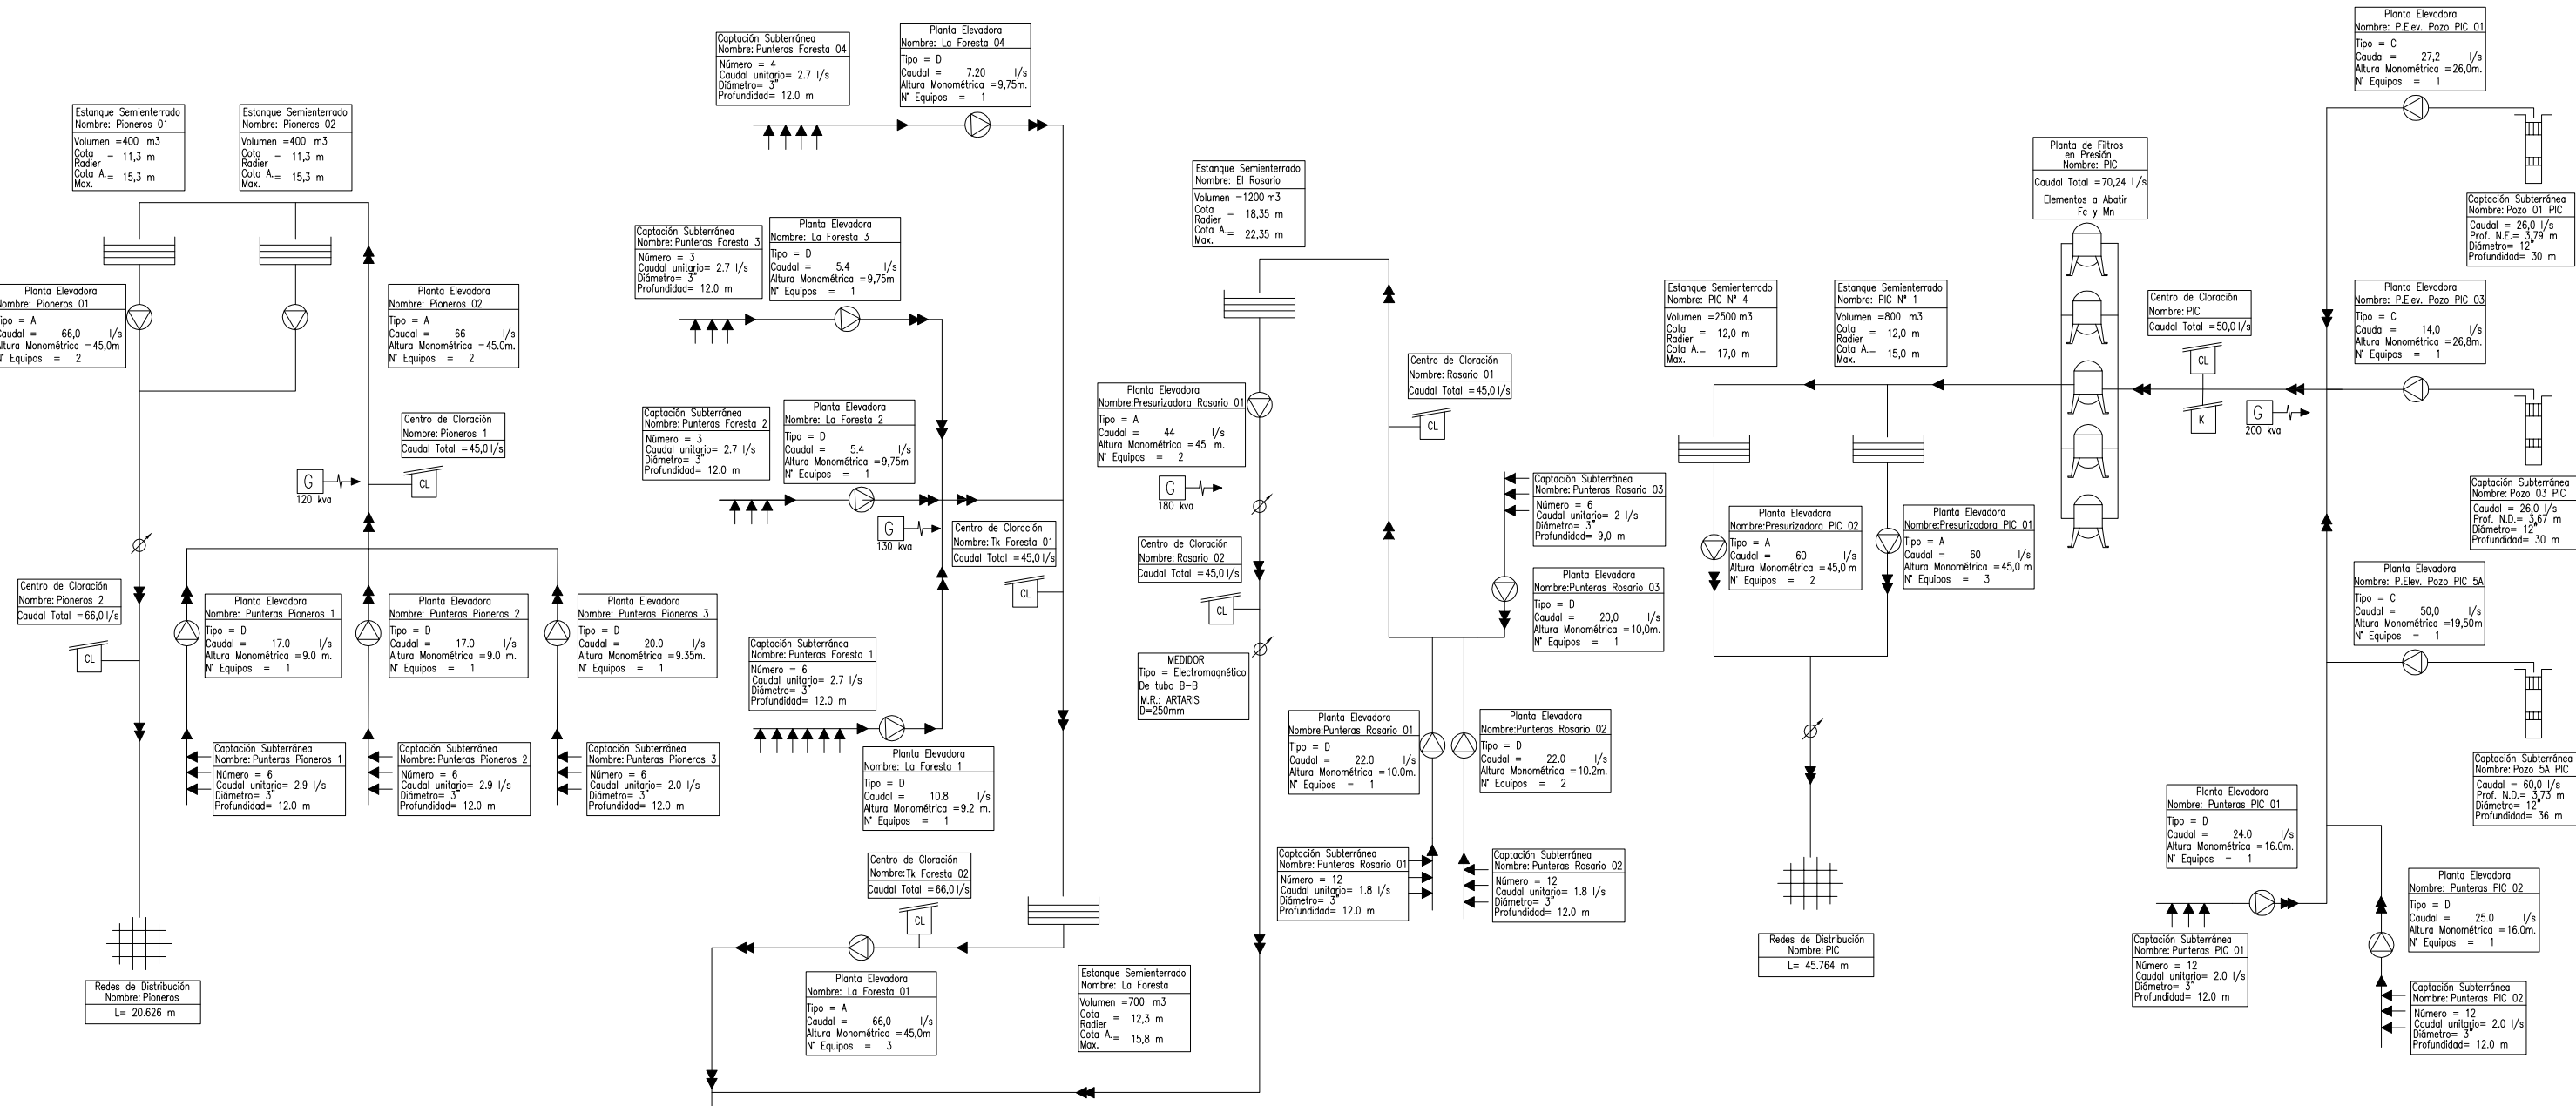 Estanque Semienterrado
Nombre: Pioneros 01
Volumen =400 m3
Cota
Radier = 11,3 m
Cota A.= 15,3 m
Max.
Estanque Semienterrado
Nombre: Pioneros 02
Volumen =400 m3
Cota
Radier = 11,3 m
Cota A.= 15,3 m
Max.
Planta Elevadora
Nombre: Pioneros 01
Tipo = A
Caudal = 66,0 l/s
Altura Monométrica =45,0m
N° Equipos = 2
Planta Elevadora
Nombre: Pioneros 02
Tipo = A
Caudal = 66 l/s
Altura Monométrica =45.0m.
N° Equipos = 2
Centro de Cloración
Nombre: Pioneros 1
Caudal Total =45,0 l/s
G
120 kva
CL
Centro de Cloración
Nombre: Pioneros 2
Caudal Total =66,0 l/s
CL
Planta Elevadora
Nombre: Punteras Pioneros 1
Tipo = D
Caudal = 17.0 l/s
Altura Monométrica =9.0 m.
N° Equipos = 1
Planta Elevadora
Nombre: Punteras Pioneros 2
Tipo = D
Caudal = 17.0 l/s
Altura Monométrica =9.0 m.
N° Equipos = 1
Planta Elevadora
Nombre: Punteras Pioneros 3
Tipo = D
Caudal = 20.0 l/s
Altura Monométrica =9.35m.
N° Equipos = 1
Captación Subterránea
Nombre: Punteras Pioneros 1
Número = 6
Caudal unitario= 2.9 l/s
Diámetro= 3"
Profundidad= 12.0 m
Captación Subterránea
Nombre: Punteras Pioneros 2
Número = 6
Caudal unitario= 2.9 l/s
Diámetro= 3"
Profundidad= 12.0 m
Captación Subterránea
Nombre: Punteras Pioneros 3
Número = 6
Caudal unitario= 2.0 l/s
Diámetro= 3"
Profundidad= 12.0 m
Redes de Distribución
Nombre: Pioneros
L= 20.626 m
Captación Subterránea
Nombre: Punteras Foresta 04
Número = 4
Caudal unitario= 2.7 l/s
Diámetro= 3"
Profundidad= 12.0 m
Planta Elevadora
Nombre: La Foresta 04
Tipo = D
Caudal = 7.20 l/s
Altura Monométrica =9,75m.
N° Equipos = 1
Captación Subterránea
Nombre: Punteras Foresta 3
Número = 3
Caudal unitario= 2.7 l/s
Diámetro= 3"
Profundidad= 12.0 m
Planta Elevadora
Nombre: La Foresta 3
Tipo = D
Caudal = 5.4 l/s
Altura Monométrica =9,75m
N° Equipos = 1
Captación Subterránea
Nombre: Punteras Foresta 2
Número = 3
Caudal unitario= 2.7 l/s
Diámetro= 3"
Profundidad= 12.0 m
Planta Elevadora
Nombre: La Foresta 2
Tipo = D
Caudal = 5.4 l/s
Altura Monométrica =9,75m
N° Equipos = 1
G
130 kva
Centro de Cloración
Nombre: Tk Foresta 01
Caudal Total =45,0 l/s
CL
Captación Subterránea
Nombre: Punteras Foresta 1
Número = 6
Caudal unitario= 2.7 l/s
Diámetro= 3"
Profundidad= 12.0 m
Planta Elevadora
Nombre: La Foresta 1
Tipo = D
Caudal = 10.8 l/s
Altura Monométrica =9.2 m.
N° Equipos = 1
Centro de Cloración
Nombre: Tk Foresta 02
Caudal Total =66,0 l/s
CL
Planta Elevadora
Nombre: La Foresta 01
Tipo = A
Caudal = 66,0 l/s
Altura Monométrica =45,0m
N° Equipos = 3
Estanque Semienterrado
Nombre: La Foresta
Volumen =700 m3
Cota
Radier = 12,3 m
Cota A.= 15,8 m
Max.
Estanque Semienterrado
Nombre: El Rosario
Volumen =1200 m3
Cota
Radier = 18,35 m
Cota A.= 22,35 m
Max.
Planta Elevadora
Nombre:Presurizadora Rosario 01
Tipo = A
Caudal = 44 l/s
Altura Monométrica =45 m.
N° Equipos = 2
G
180 kva
Centro de Cloración
Nombre: Rosario 02
Caudal Total =45,0 l/s
CL
MEDIDOR
Tipo = Electromagnético
De tubo B-B
M.R.: ARTARIS
D=250mm
Centro de Cloración
Nombre: Rosario 01
Caudal Total =45,0 l/s
CL
Captación Subterránea
Nombre: Punteras Rosario 03
Número = 6
Caudal unitario= 2 l/s
Diámetro= 3"
Profundidad= 9,0 m
Planta Elevadora
Nombre:Punteras Rosario 03
Tipo = D
Caudal = 20,0 l/s
Altura Monométrica =10,0m.
N° Equipos = 1
Planta Elevadora
Nombre:Punteras Rosario 01
Tipo = D
Caudal = 22.0 l/s
Altura Monométrica =10.0m.
N° Equipos = 1
Planta Elevadora
Nombre:Punteras Rosario 02
Tipo = D
Caudal = 22.0 l/s
Altura Monométrica =10.2m.
N° Equipos = 2
Captación Subterránea
Nombre: Punteras Rosario 01
Número = 12
Caudal unitario= 1.8 l/s
Diámetro= 3"
Profundidad= 12.0 m
Captación Subterránea
Nombre: Punteras Rosario 02
Número = 12
Caudal unitario= 1.8 l/s
Diámetro= 3"
Profundidad= 12.0 m
Estanque Semienterrado
Nombre: PIC N° 4
Volumen =2500 m3
Cota
Radier = 12,0 m
Cota A.= 17,0 m
Max.
Estanque Semienterrado
Nombre: PIC N° 1
Volumen =800 m3
Cota
Radier = 12,0 m
Cota A.= 15,0 m
Max.
Planta Elevadora
Nombre:Presurizadora PIC 02
Tipo = A
Caudal = 60 l/s
Altura Monométrica =45,0 m
N° Equipos = 2
Planta Elevadora
Nombre:Presurizadora PIC 01
Tipo = A
Caudal = 60 l/s
Altura Monométrica =45,0 m
N° Equipos = 3
Redes de Distribución
Nombre: PIC
L= 45.764 m
Planta de Filtros
en Presión
Nombre: PIC
Caudal Total =70,24 L/s
Elementos a Abatir
Fe y Mn
Centro de Cloración
Nombre: PIC
Caudal Total =50,0 l/s
CL
K
G
200 kva
Planta Elevadora
Nombre: P.Elev. Pozo PIC 01
Tipo = C
Caudal = 27,2 l/s
Altura Monométrica =26,0m.
N° Equipos = 1
Captación Subterránea
Nombre: Pozo 01 PIC
Caudal = 26,0 l/s
Prof. N.E.= 3,79 m
Diámetro= 12"
Profundidad= 30 m
Planta Elevadora
Nombre: P.Elev. Pozo PIC 03
Tipo = C
Caudal = 14,0 l/s
Altura Monométrica =26,8m.
N° Equipos = 1
Captación Subterránea
Nombre: Pozo 03 PIC
Caudal = 26,0 l/s
Prof. N.D.= 3,67 m
Diámetro= 12"
Profundidad= 30 m
Planta Elevadora
Nombre: P.Elev. Pozo PIC 5A
Tipo = C
Caudal = 50,0 l/s
Altura Monométrica =19,50m
N° Equipos = 1
Captación Subterránea
Nombre: Pozo 5A PIC
Caudal = 60,0 l/s
Prof. N.D.= 3,73 m
Diámetro= 12"
Profundidad= 36 m
Planta Elevadora
Nombre: Punteras PIC 01
Tipo = D
Caudal = 24.0 l/s
Altura Monométrica =16.0m.
N° Equipos = 1
Captación Subterránea
Nombre: Punteras PIC 01
Número = 12
Caudal unitario= 2.0 l/s
Diámetro= 3"
Profundidad= 12.0 m
Planta Elevadora
Nombre: Punteras PIC 02
Tipo = D
Caudal = 25.0 l/s
Altura Monométrica =16.0m.
N° Equipos = 1
Captación Subterránea
Nombre: Punteras PIC 02
Número = 12
Caudal unitario= 2.0 l/s
Diámetro= 3"
Profundidad= 12.0 m